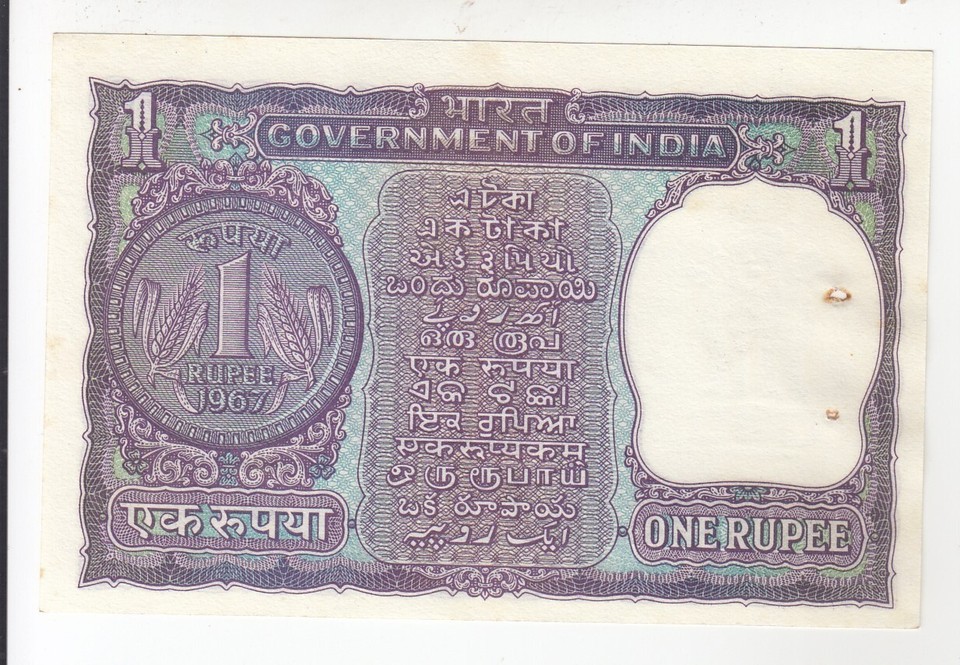 1
भारत
1
GOVERNMENT OF INDIA
रूपया
1
RUPEE
1967
এটকা
এক টাকা
એક રૂપિયો
ಒಂದು ರೂಪಾಯಿ
ഒരു രൂപ
एक रुपया
ଏକ ଟଙ୍କା
ਇਕ ਰੁਪਿਆ
एकरूप्यकम्
ஒரு ரூபாய்
ఒక రూపాయ
ایک روپیہ
एक रूपया
ONE RUPEE